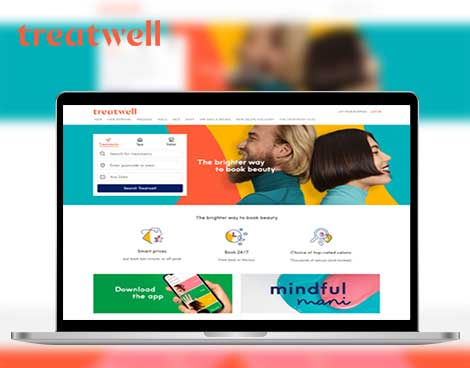 treatwell
treatwell
Treatments
Spa
Salon
Search for treatments
Enter postcode or area
Any Date
Search Treatwell
The brighter way
to book beauty
The brighter way to book beauty
Smart prices
Book 24/7
Choice of top-rated salons
Download
the app
mindful
mani